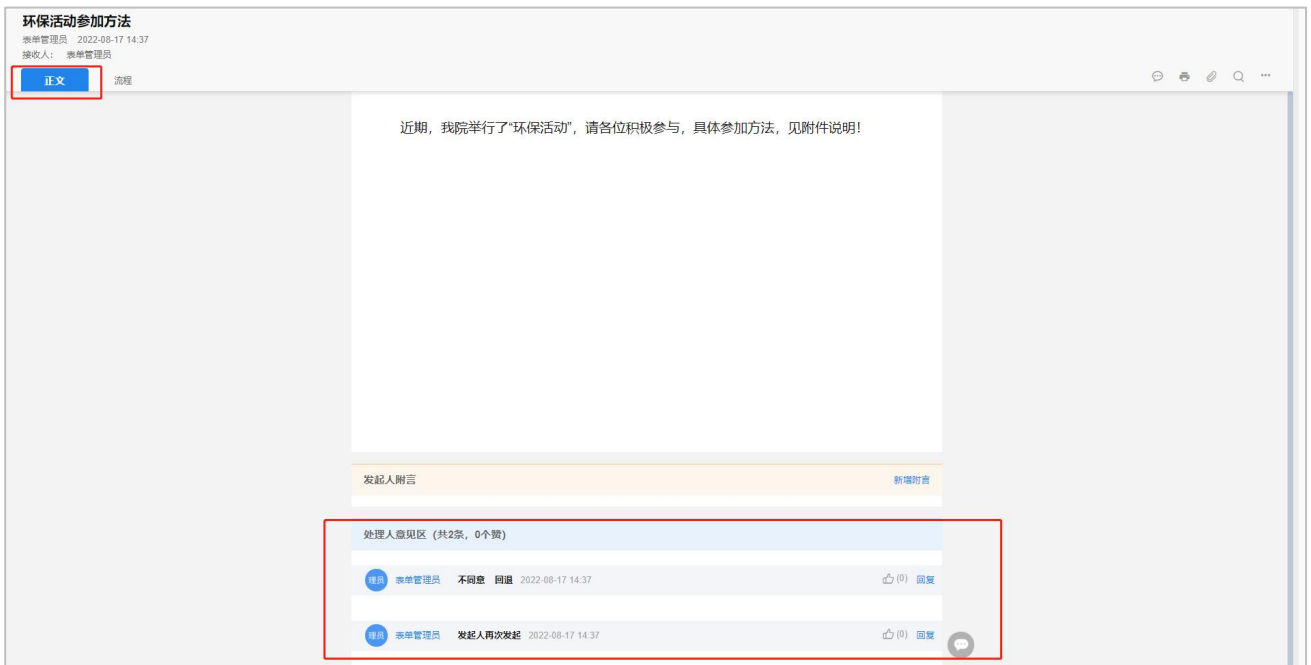 环保活动参加方法
表单管理员 2022-08-17 14:37
接收人： 表单管理员
正文 流程
近期，我院举行了“环保活动”，请各位积极参与，具体参加方法，见附件说明！
发起人附言 新增附言
处理人意见区（共2条，0个赞）
理员 表单管理员 不同意 回退 2022-08-17 14:37 (0) 回复
理员 表单管理员 发起人再次发起 2022-08-17 14:37 (0) 回复